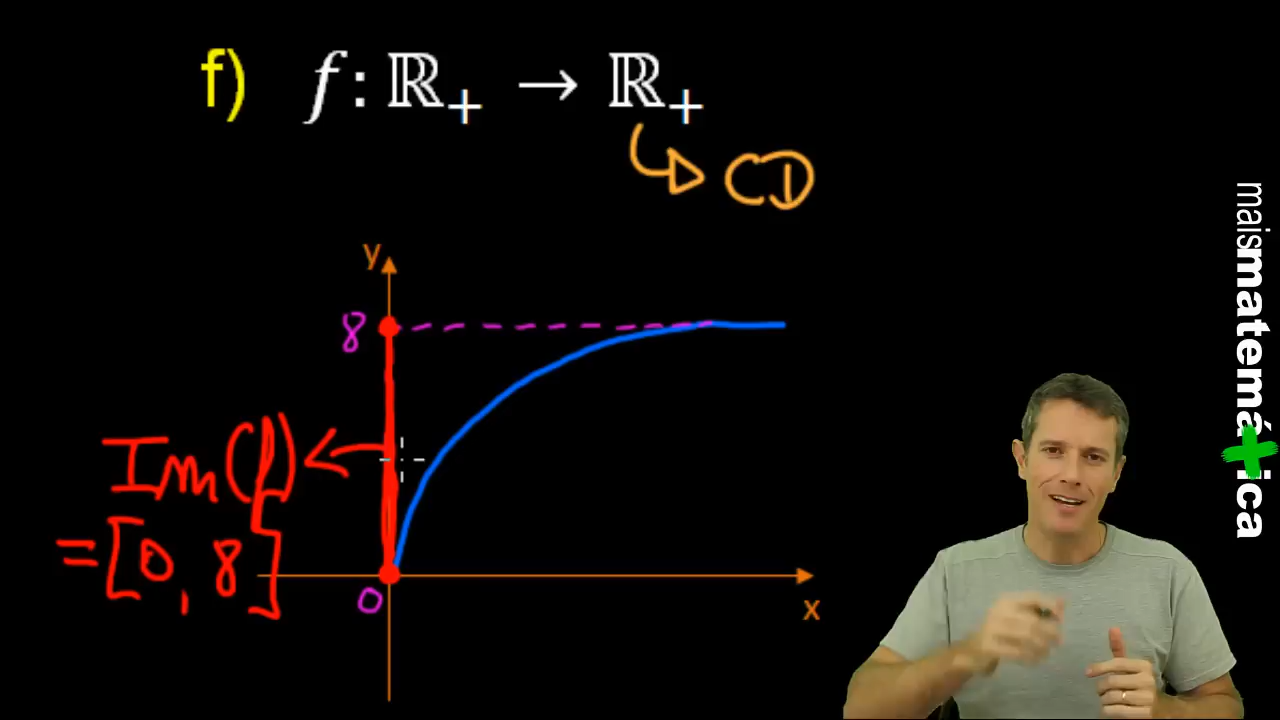 f) f: ℝ₊ → ℝ₊
CD
y
8
Im(f)
= [0, 8]
0
x
maismatemática